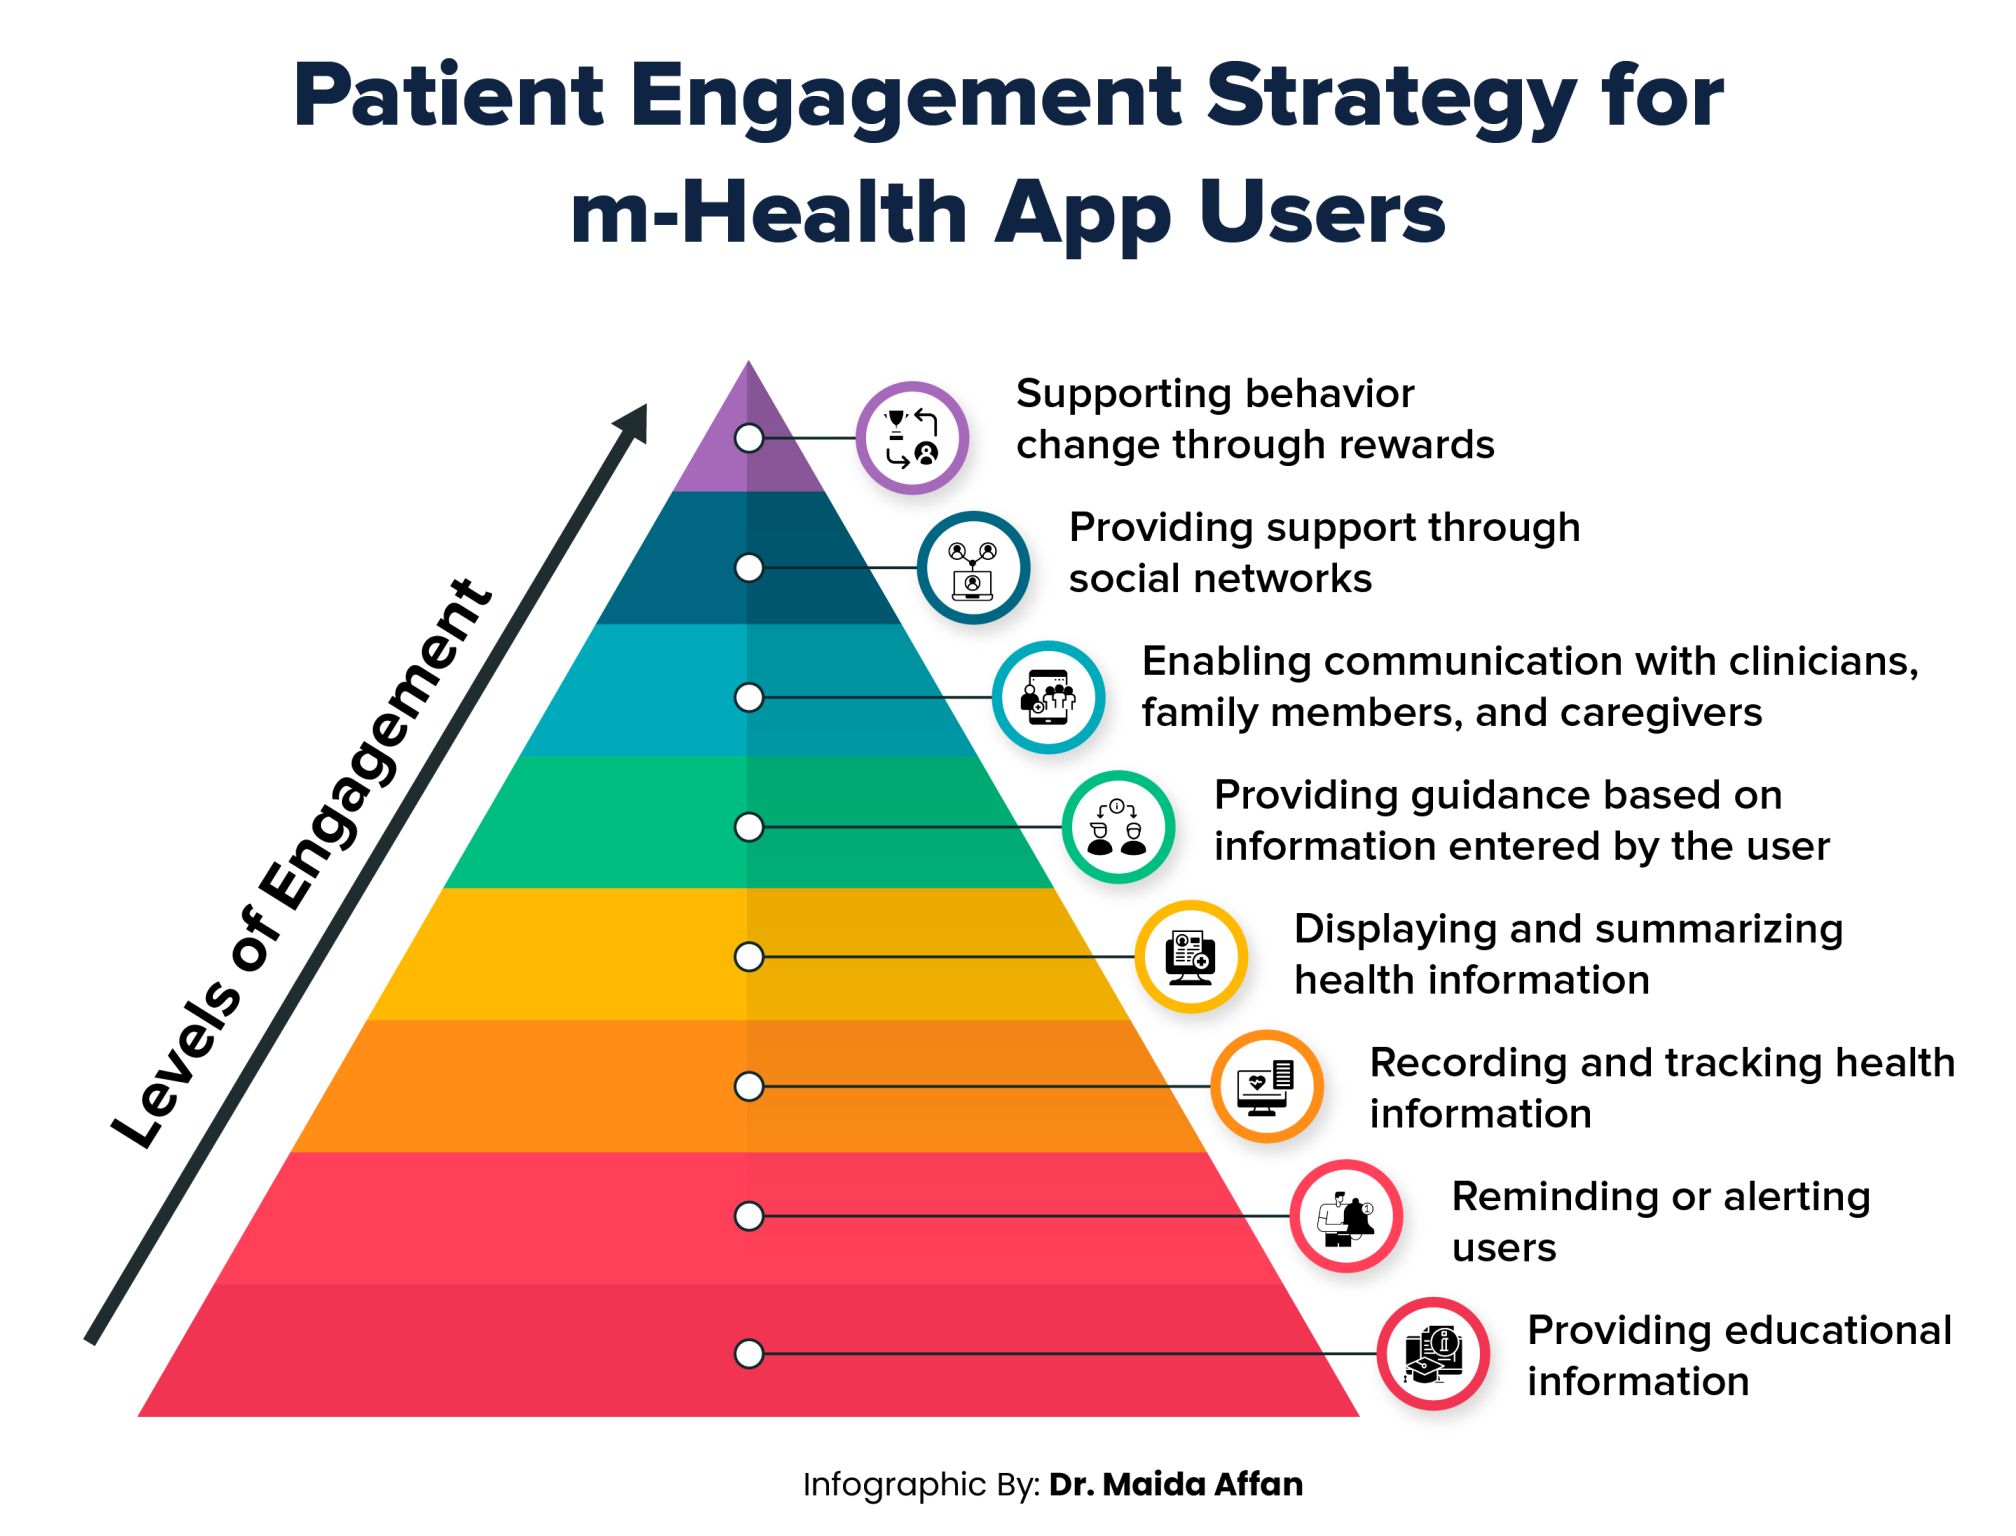 Patient Engagement Strategy for
m-Health App Users
Levels of Engagement
Supporting behavior
change through rewards
Providing support through
social networks
Enabling communication with clinicians,
family members, and caregivers
Providing guidance based on
information entered by the user
Displaying and summarizing
health information
Recording and tracking health
information
Reminding or alerting
users
Providing educational
information
Infographic By: Dr. Maida Affan